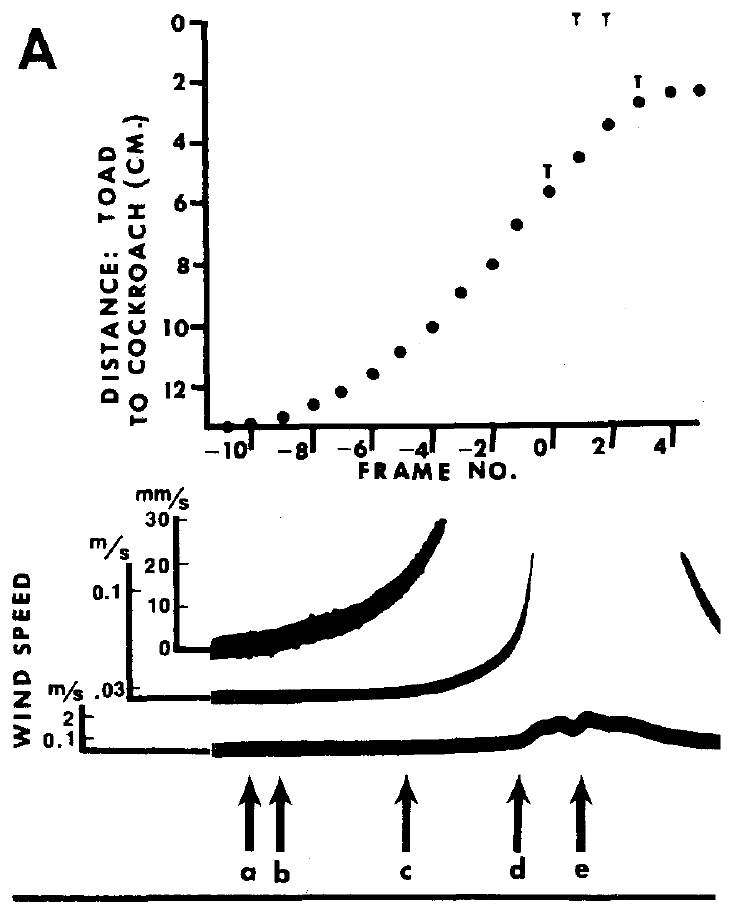 A
T T
0
2 T
4
T
6
8
10
12
DISTANCE: TOAD
TO COCKROACH (CM.)
-10 -8 -6 -4 -2 0 2 4
FRAME NO.
mm/s
30
20
10
0
m/s
0.1
.03
m/s
2
0.1
WIND SPEED
a b c d e